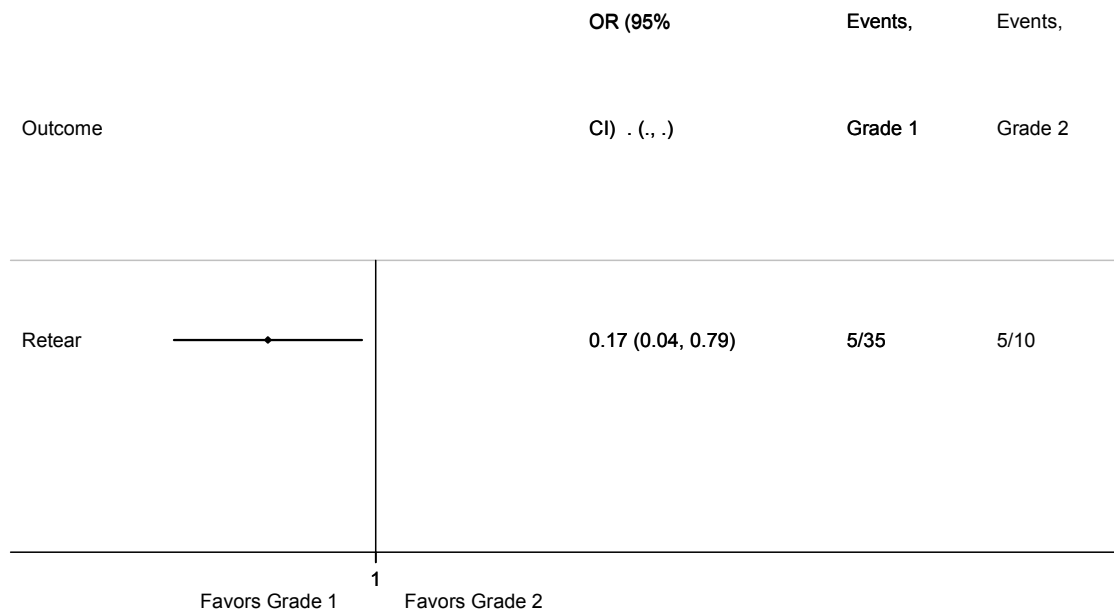 OR (95% Events, Events,
Outcome CI) . (., .) Grade 1 Grade 2
Retear 0.17 (0.04, 0.79) 5/35 5/10
1
Favors Grade 1 Favors Grade 2